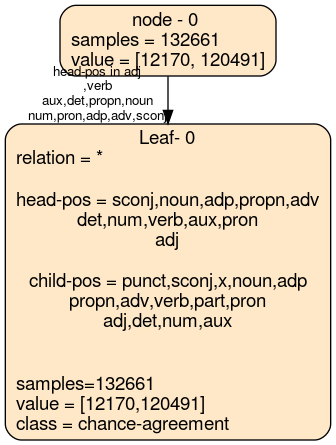 node - 0
samples = 132661
value = [12170, 120491]
head-pos in adj
,verb
aux,det,propn,noun
num,pron,adp,adv,sconj
Leaf- 0
relation = *
head-pos = sconj,noun,adp,propn,adv
det,num,verb,aux,pron
adj
child-pos = punct,sconj,x,noun,adp
propn,adv,verb,part,pron
adj,det,num,aux
samples=132661
value = [12170,120491]
class = chance-agreement